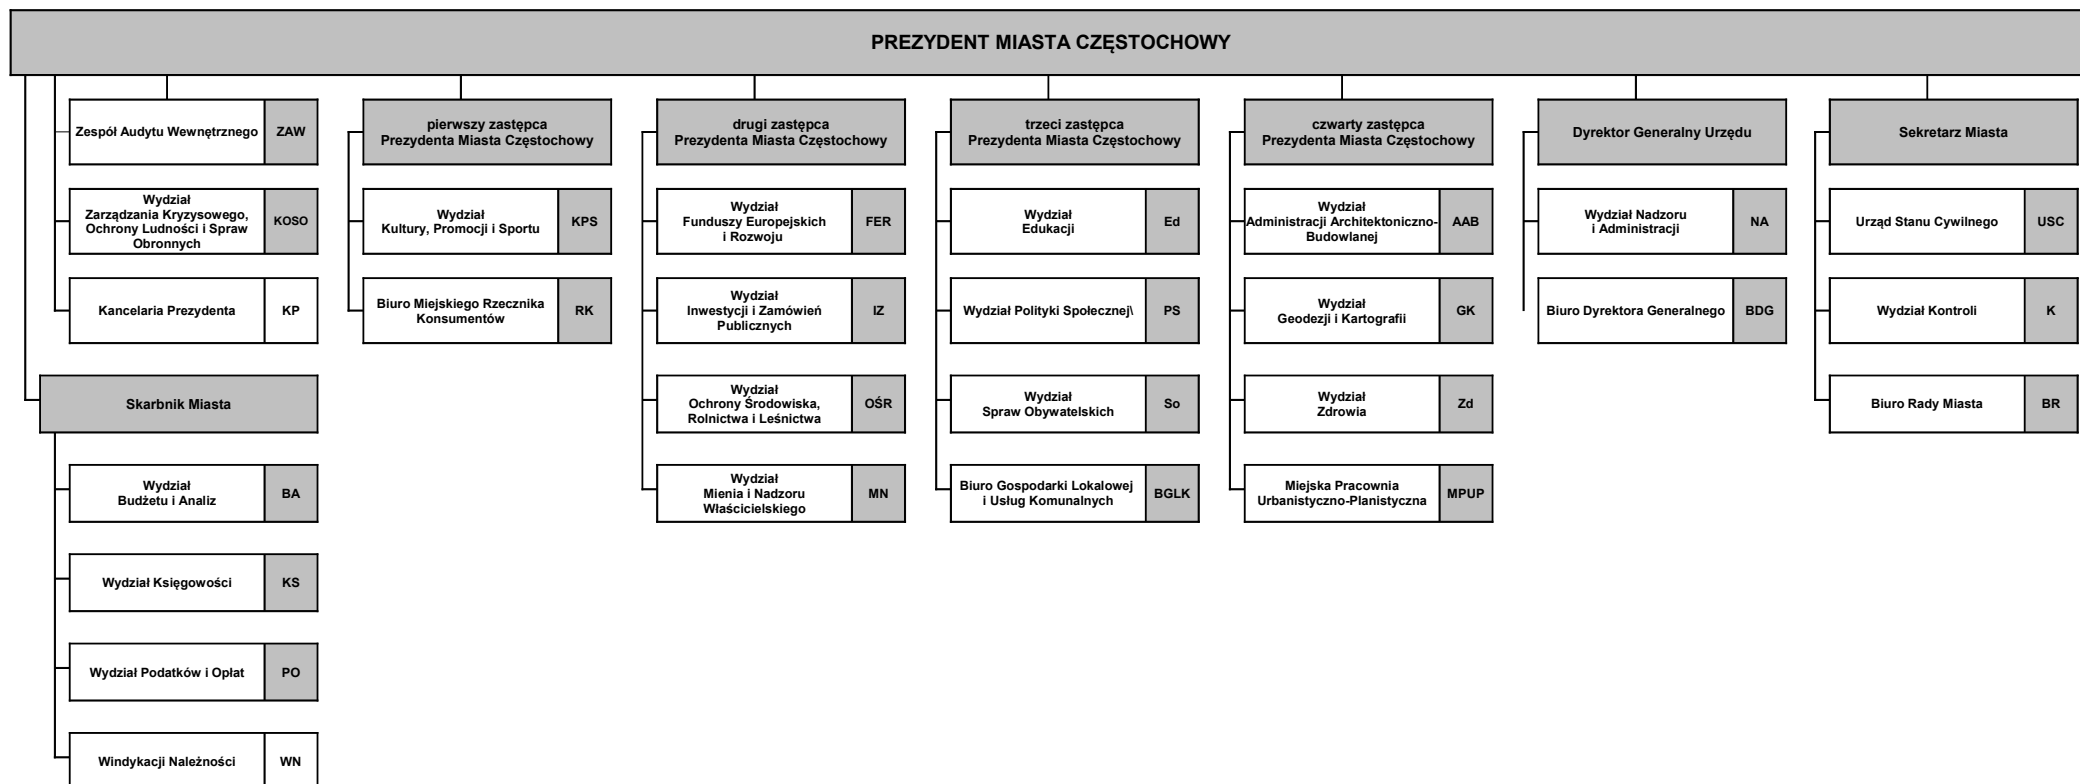 PREZYDENT MIASTA CZĘSTOCHOWY
Zespół Audytu Wewnętrznego
ZAW
Wydział
Zarządzania Kryzysowego,
Ochrony Ludności i Spraw
Obronnych
KOSO
Kancelaria Prezydenta
KP
Skarbnik Miasta
Wydział
Budżetu i Analiz
BA
Wydział Księgowości
KS
Wydział Podatków i Opłat
PO
Windykacji Należności
WN
pierwszy zastępca
Prezydenta Miasta Częstochowy
Wydział
Kultury, Promocji i Sportu
KPS
Biuro Miejskiego Rzecznika
Konsumentów
RK
drugi zastępca
Prezydenta Miasta Częstochowy
Wydział
Funduszy Europejskich
i Rozwoju
FER
Wydział
Inwestycji i Zamówień
Publicznych
IZ
Wydział
Ochrony Środowiska,
Rolnictwa i Leśnictwa
OŚR
Wydział
Mienia i Nadzoru
Właścicielskiego
MN
trzeci zastępca
Prezydenta Miasta Częstochowy
Wydział
Edukacji
Ed
Wydział Polityki Społecznej\
PS
Wydział
Spraw Obywatelskich
So
Biuro Gospodarki Lokalowej
i Usług Komunalnych
BGLK
czwarty zastępca
Prezydenta Miasta Częstochowy
Wydział
Administracji Architektoniczno-
Budowlanej
AAB
Wydział
Geodezji i Kartografii
GK
Wydział
Zdrowia
Zd
Miejska Pracownia
Urbanistyczno-Planistyczna
MPUP
Dyrektor Generalny Urzędu
Wydział Nadzoru
i Administracji
NA
Biuro Dyrektora Generalnego
BDG
Sekretarz Miasta
Urząd Stanu Cywilnego
USC
Wydział Kontroli
K
Biuro Rady Miasta
BR